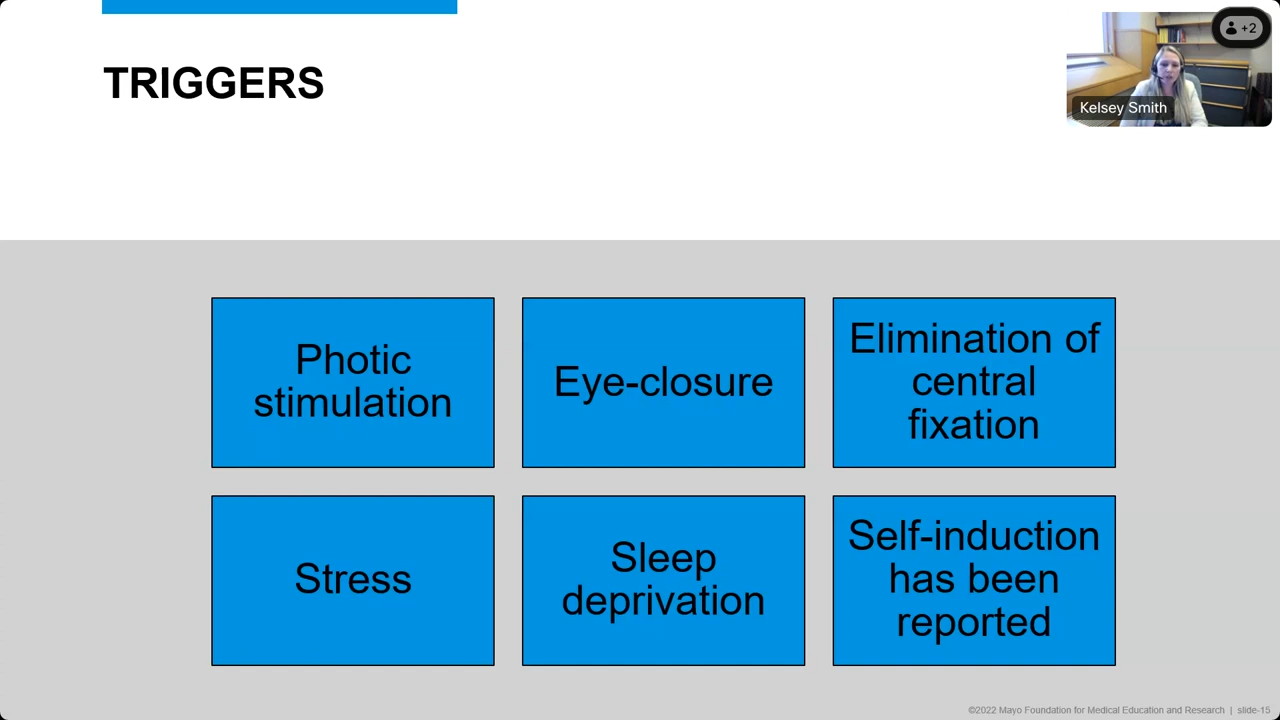 TRIGGERS
+2
Kelsey Smith
Photic
stimulation
Eye-closure
Elimination of
central
fixation
Stress
Sleep
deprivation
Self-induction
has been
reported
©2022 Mayo Foundation for Medical Education and Research | slide-15